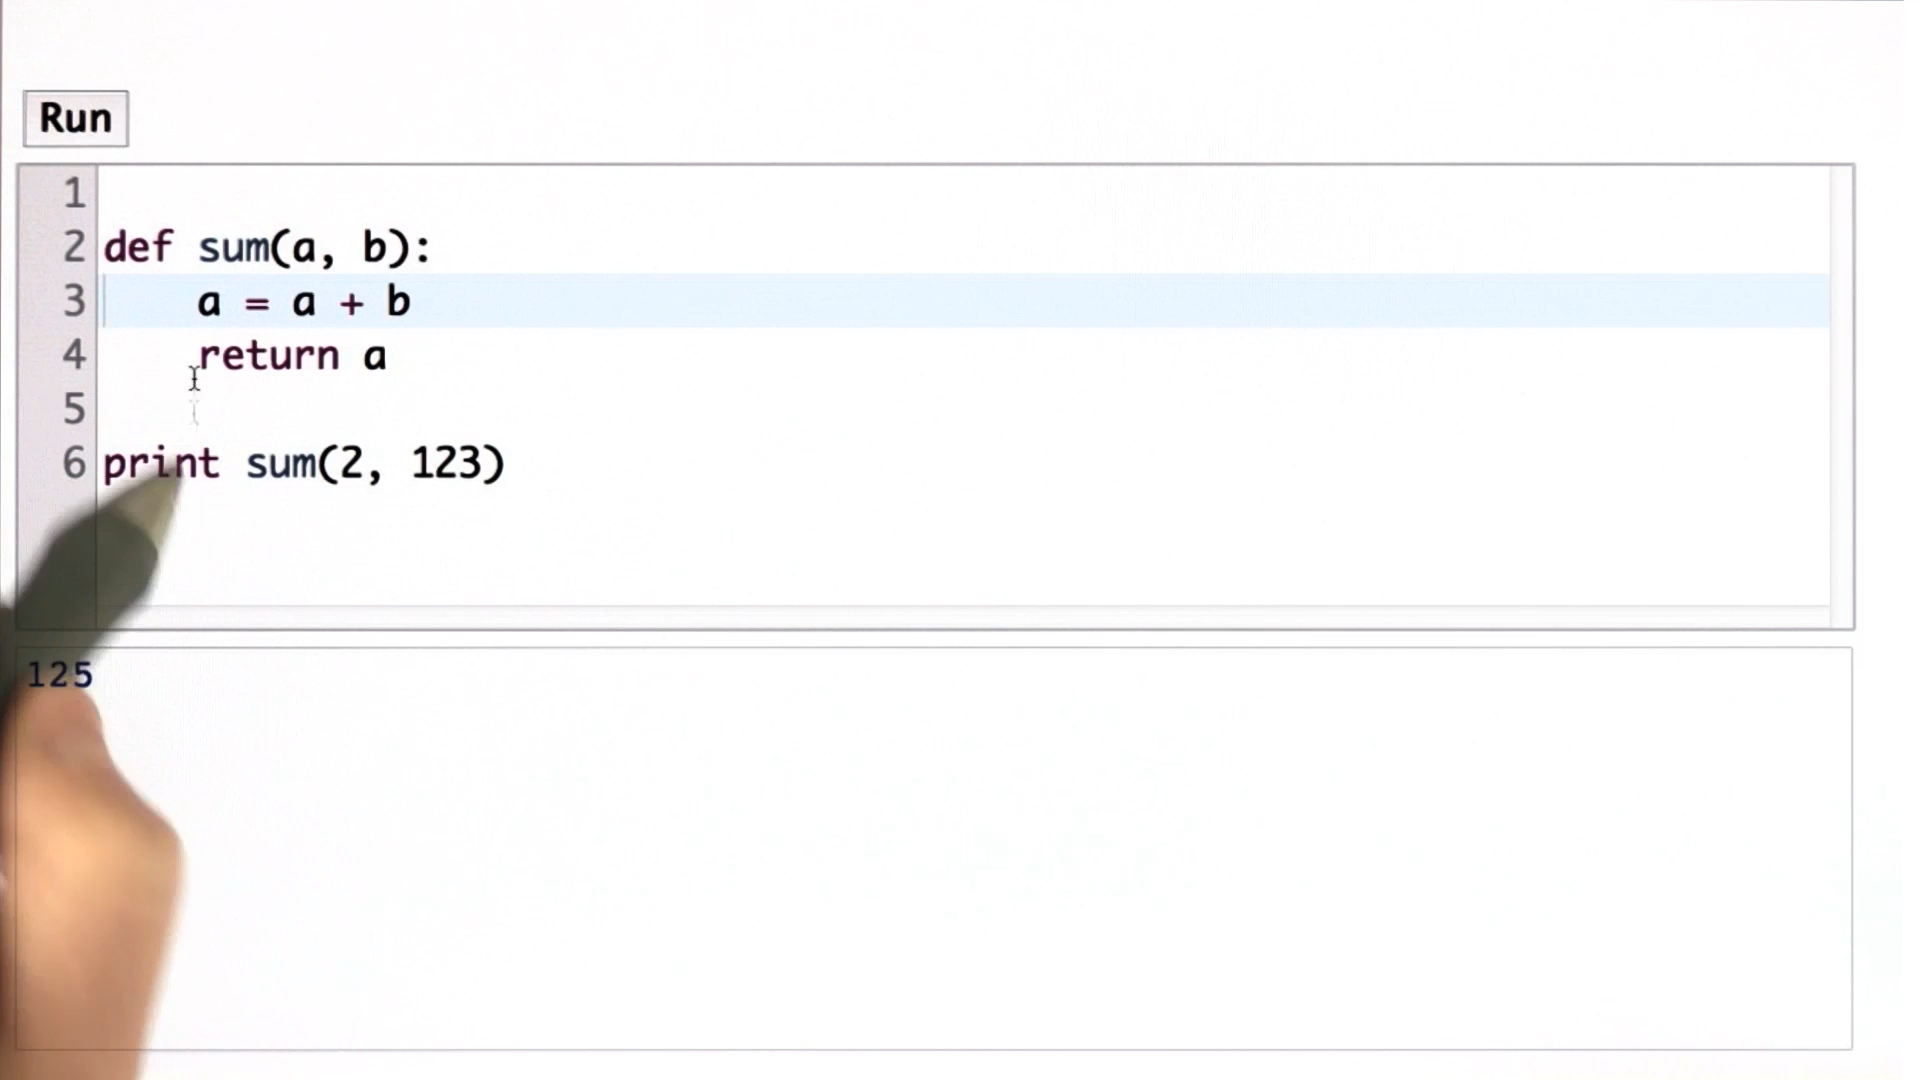 Run
1
2 def sum(a, b):
3     a = a + b
4     return a
5
6 print sum(2, 123)
125